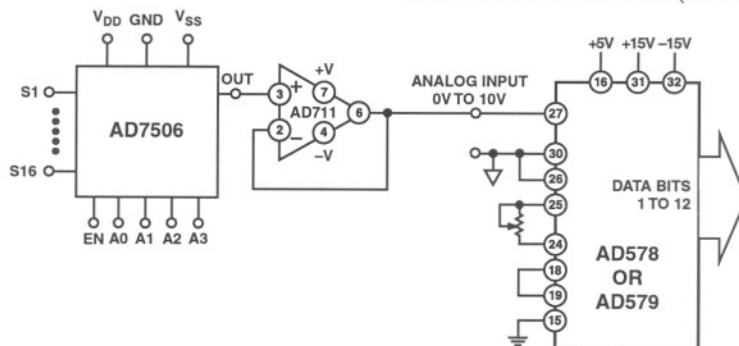 V_DD GND V_SS
S1
S16
AD7506
OUT
EN A0 A1 A2 A3
3 +
2 −
+V
7
AD711
6
4
−V
ANALOG INPUT
0V TO 10V
+5V +15V −15V
16 31 32
27
30
26
25
24
18
19
15
DATA BITS
1 TO 12
AD578
OR
AD579